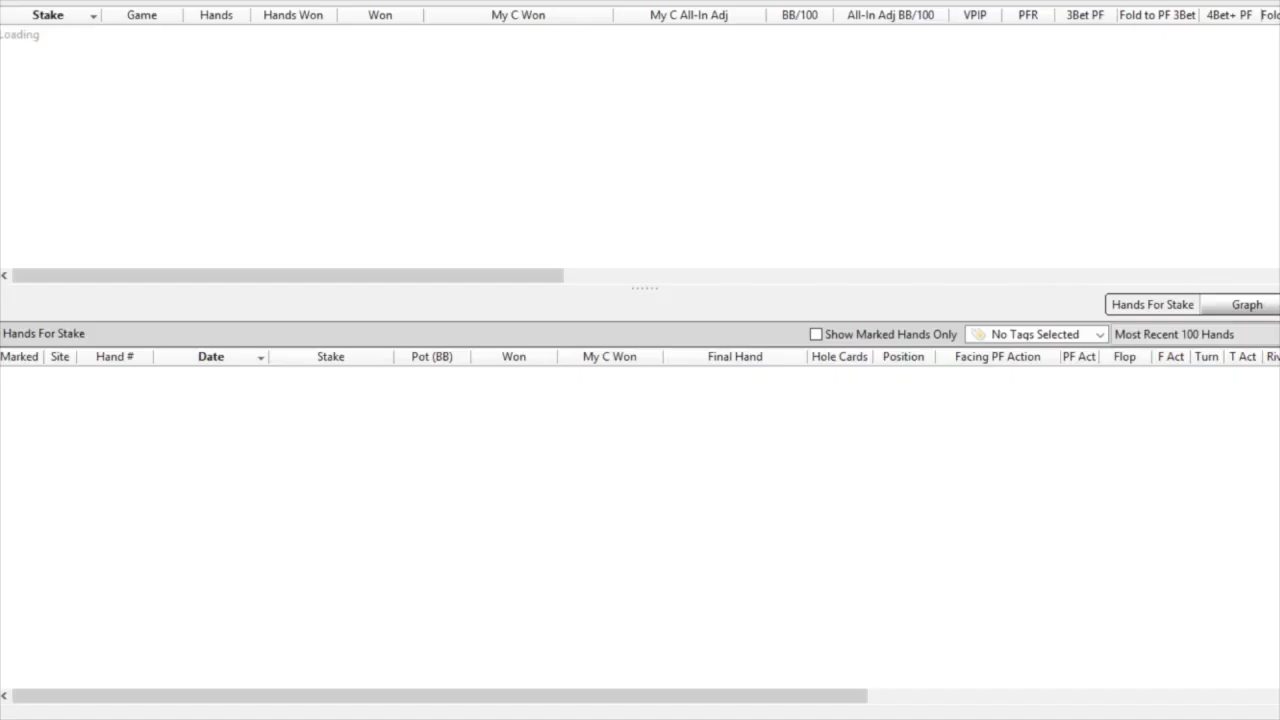 Stake Game Hands Hands Won Won My C Won My C All-In Adj BB/100 All-In Adj BB/100 VPIP PFR 3Bet PF Fold to PF 3Bet 4Bet+ PF Fol
Loading
Hands For Stake Graph
Hands For Stake Show Marked Hands Only No Tags Selected Most Recent 100 Hands
Marked Site Hand # Date Stake Pot (BB) Won My C Won Final Hand Hole Cards Position Facing PF Action PF Act Flop F Act Turn T Act Riv